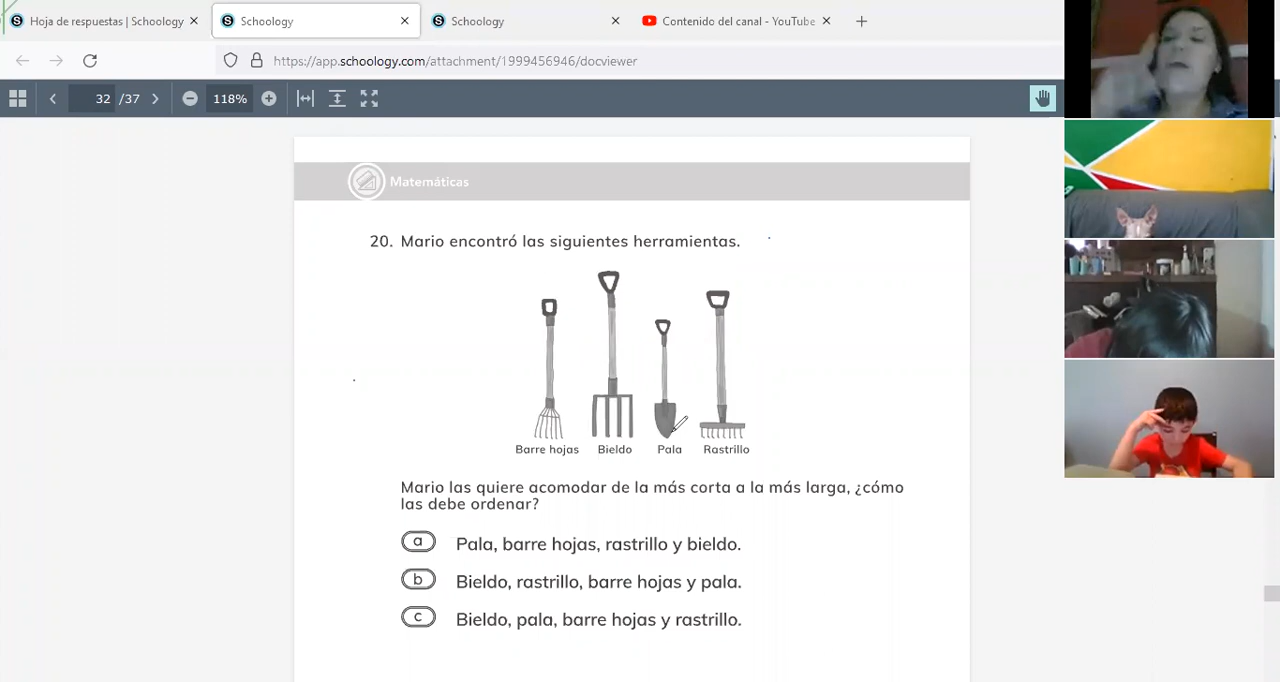 Hoja de respuestas | Schoology
Schoology
Schoology
Contenido del canal - YouTube
https://app.schoology.com/attachment/1999456946/docviewer
32 /37
118%
Matemáticas
20. Mario encontró las siguientes herramientas.
Barre hojas Bieldo Pala Rastrillo
Mario las quiere acomodar de la más corta a la más larga, ¿cómo
las debe ordenar?
a Pala, barre hojas, rastrillo y bieldo.
b Bieldo, rastrillo, barre hojas y pala.
c Bieldo, pala, barre hojas y rastrillo.